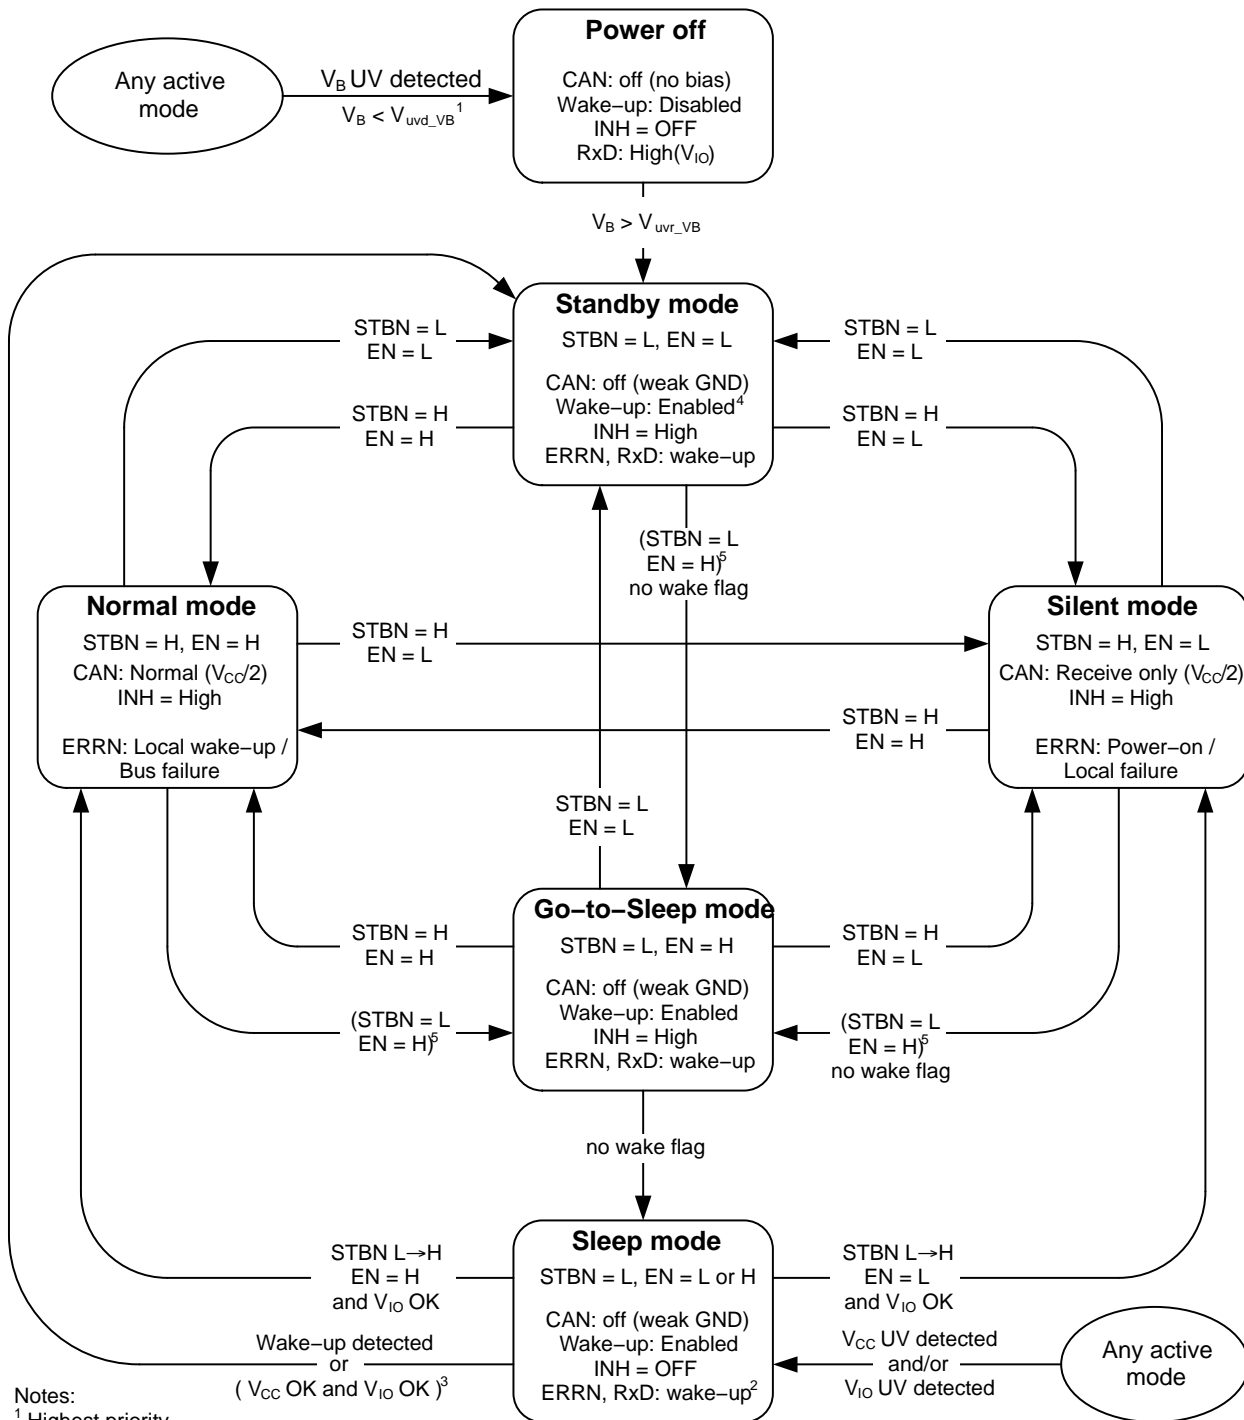 Power off
CAN: off (no bias)
Wake−up: Disabled
INH = OFF
RxD: High(VIO)
Any active
mode
VB UV detected
VB < Vuvd_VB1
VB > Vuvr_VB
Standby mode
STBN = L, EN = L
CAN: off (weak GND)
Wake−up: Enabled4
INH = High
ERRN, RxD: wake−up
STBN = L
EN = L
STBN = H
EN = H
STBN = L
EN = L
STBN = H
EN = L
(STBN = L
EN = H)5
no wake flag
Normal mode
STBN = H, EN = H
CAN: Normal (VCC/2)
INH = High
ERRN: Local wake−up /
Bus failure
STBN = H
EN = L
STBN = H
EN = H
Silent mode
STBN = H, EN = L
CAN: Receive only (VCC/2)
INH = High
ERRN: Power−on /
Local failure
STBN = L
EN = L
Go−to−Sleep mode
STBN = L, EN = H
CAN: off (weak GND)
Wake−up: Enabled
INH = High
ERRN, RxD: wake−up
STBN = H
EN = H
(STBN = L
EN = H)5
STBN = H
EN = L
(STBN = L
EN = H)5
no wake flag
no wake flag
Sleep mode
STBN = L, EN = L or H
CAN: off (weak GND)
Wake−up: Enabled
INH = OFF
ERRN, RxD: wake−up2
STBN L→H
EN = H
and VIO OK
Wake−up detected
or
( VCC OK and VIO OK )3
STBN L→H
EN = L
and VIO OK
VCC UV detected
and/or
VIO UV detected
Any active
mode
Notes:
1 Highest priority